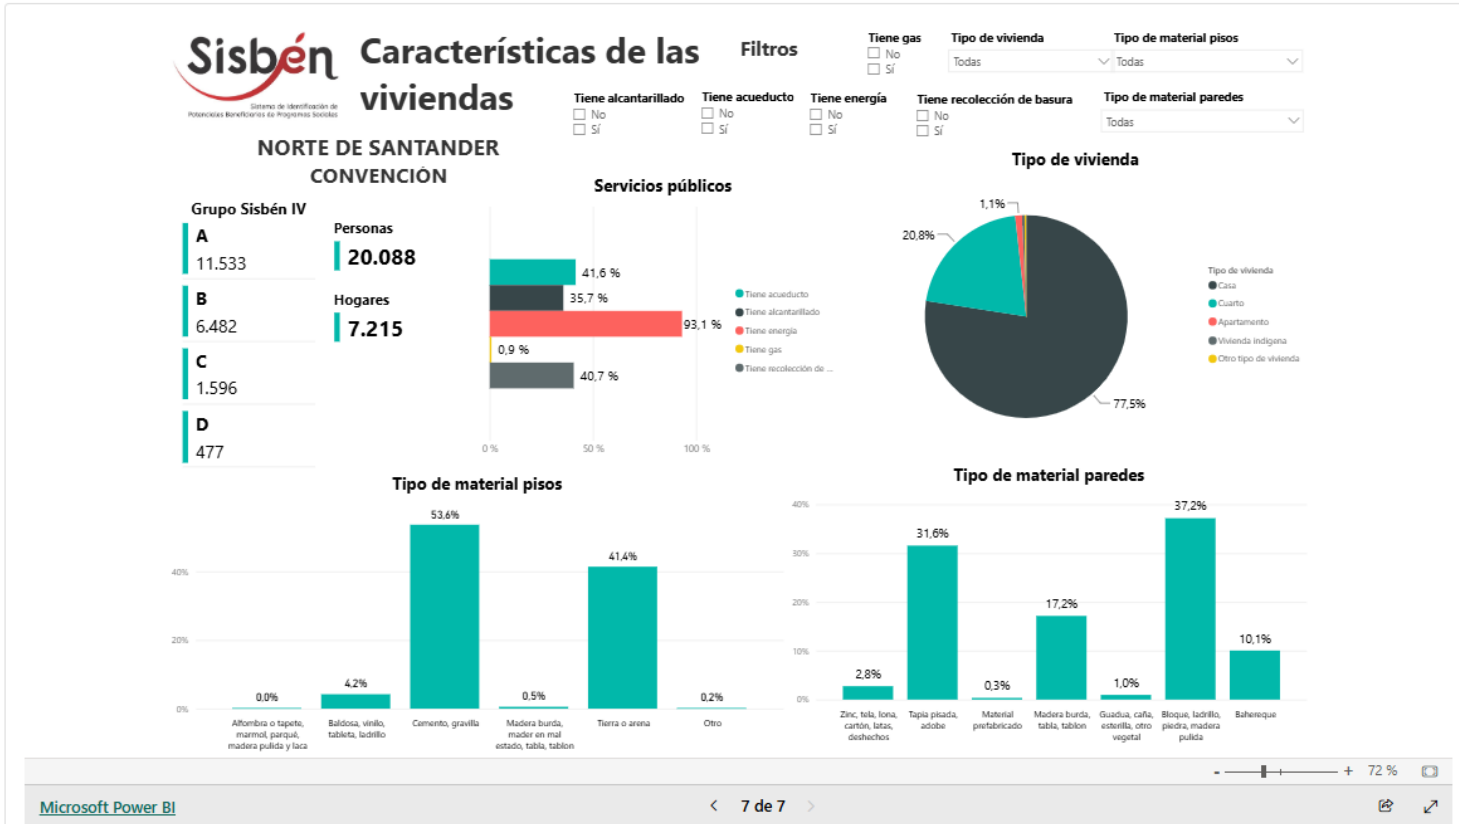 Sisbén
Sistema de Identificación de
Potenciales Beneficiarios de Programas Sociales
Características de las
viviendas
Filtros
Tiene gas
No
Sí
Tipo de vivienda
Todas
Tipo de material pisos
Todas
Tiene alcantarillado
No
Sí
Tiene acueducto
No
Sí
Tiene energía
No
Sí
Tiene recolección de basura
No
Sí
Tipo de material paredes
Todas
NORTE DE SANTANDER
CONVENCIÓN
Grupo Sisbén IV
A
11.533
B
6.482
C
1.596
D
477
Personas
20.088
Hogares
7.215
Servicios públicos
41,6 %
35,7 %
93,1 %
0,9 %
40,7 %
0 %
50 %
100 %
Tiene acueducto
Tiene alcantarillado
Tiene energía
Tiene gas
Tiene recolección de ...
Tipo de vivienda
1,1%
20,8%
77,5%
Tipo de vivienda
Casa
Cuarto
Apartamento
Vivienda indigena
Otro tipo de vivienda
Tipo de material pisos
40%
20%
0%
0.0%
4.2%
53,6%
0.5%
41,4%
0.2%
Alfombra o tapete,
marmol, parqué,
madera pulida y laca
Baldosa, vinilo,
tableta, ladrillo
Cemento, gravilla
Madera burda,
mader en mal
estado, tabla, tablon
Tierra o arena
Otro
Tipo de material paredes
40%
30%
20%
10%
0%
2,8%
31,6%
0,3%
17,2%
1,0%
37,2%
10,1%
Zinc, tela, lona,
cartón, latas,
deshechos
Tapia pisada,
adobe
Material
prefabricado
Madera burda,
tabla, tablon
Guadua, caña,
esterilla, otro
vegetal
Bloque, ladrillo,
piedra, madera
pulida
Bahereque
- + 72 %
Microsoft Power BI
< 7 de 7 >